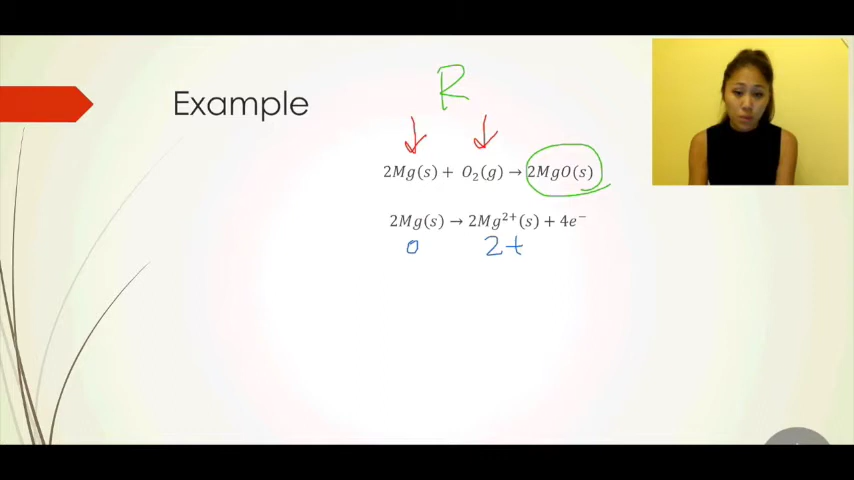 Example
R
2Mg(s) + O₂(g) → 2MgO(s)
2Mg(s) → 2Mg²⁺(s) + 4e⁻
0 2+